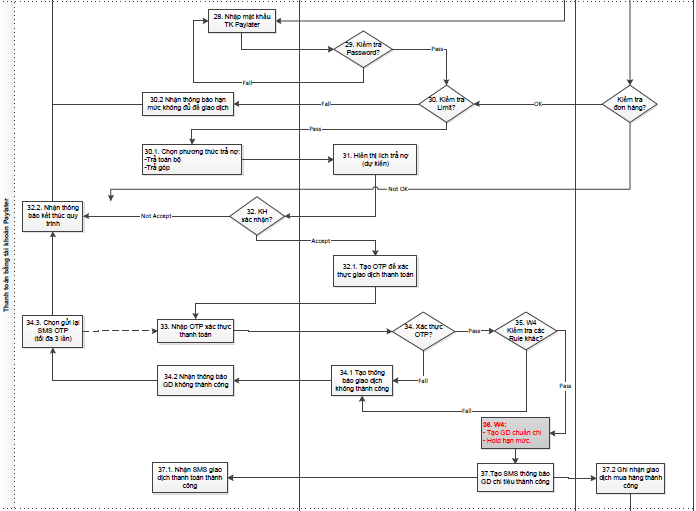 28. Nhập mật khẩu
TK Paylater
29. Kiểm tra
Password?
Pass
Fail
30.2 Nhận thông báo hạn
mức không đủ để giao dịch
Fail
30. Kiểm tra
Limit?
OK
Kiểm tra
đơn hàng?
Pass
30.1. Chọn phương thức trả nợ:
-Trả toàn bộ
-Trả góp
31. Hiển thị lịch trả nợ
(dự kiến)
Not OK
Thanh toán bằng tài khoản Paylater
32.2. Nhận thông
báo kết thúc quy
trình
Not Accept
32. KH
xác nhận?
Accept
32.1. Tạo OTP để xác
thực giao dịch thanh toán
34.3. Chọn gửi lại
SMS OTP
(tối đa 3 lần)
33. Nhập OTP xác thực
thanh toán
34. Xác thực
OTP?
Pass
35. W4
Kiểm tra các
Rule khác?
34.2 Nhận thông báo
GD không thành công
34.1 Tạo thông
báo giao dịch
không thành công
Fail
Pass
Fail
36. W4:
- Tạo GD chuẩn chi
- Hold hạn mức.
37.1. Nhận SMS giao
dịch thanh toán thành
công
37.Tạo SMS thông báo
GD chi tiêu thành công
37.2 Ghi nhận giao
dịch mua hàng thành
công